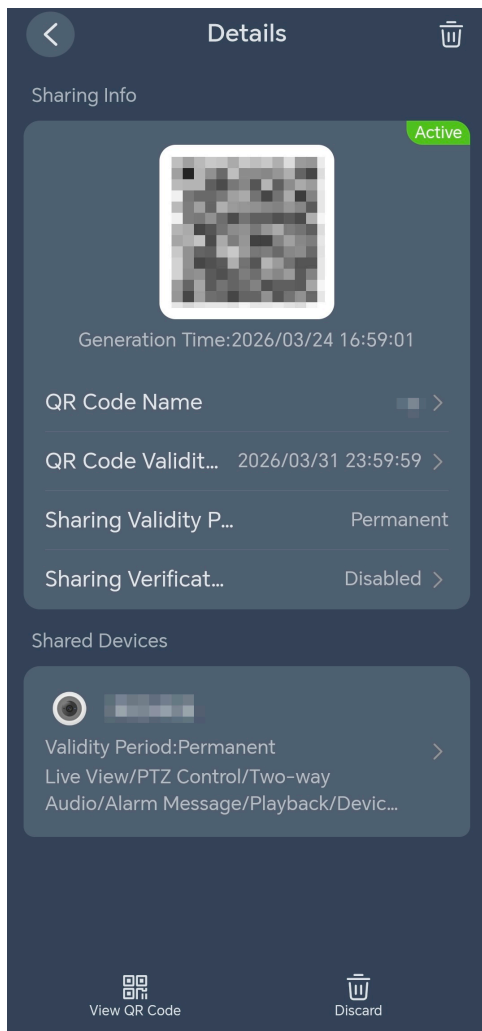 Details
Sharing Info
Active
Generation Time:2026/03/24 16:59:01
QR Code Name
QR Code Validit... 2026/03/31 23:59:59
Sharing Validity P... Permanent
Sharing Verificat... Disabled
Shared Devices
Validity Period:Permanent
Live View/PTZ Control/Two-way
Audio/Alarm Message/Playback/Devic...
View QR Code
Discard